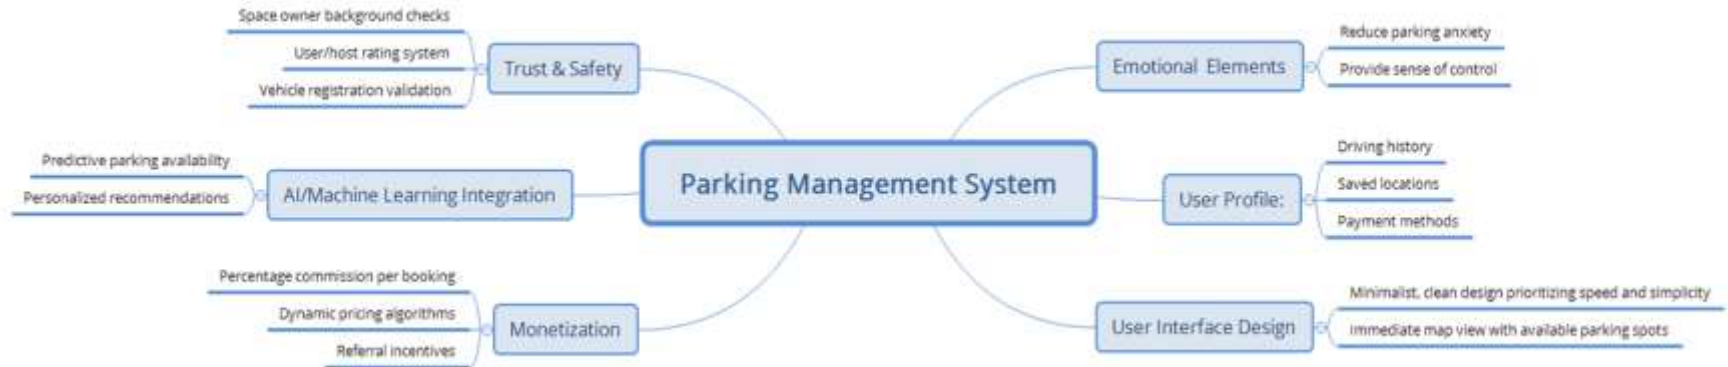 Space owner background checks
User/host rating system
Vehicle registration validation
Trust & Safety
Predictive parking availability
Personalized recommendations
AI/Machine Learning Integration
Percentage commission per booking
Dynamic pricing algorithms
Referral incentives
Monetization
Parking Management System
Emotional Elements
Reduce parking anxiety
Provide sense of control
User Profile:
Driving history
Saved locations
Payment methods
User Interface Design
Minimalist, clean design prioritizing speed and simplicity
Immediate map view with available parking spots